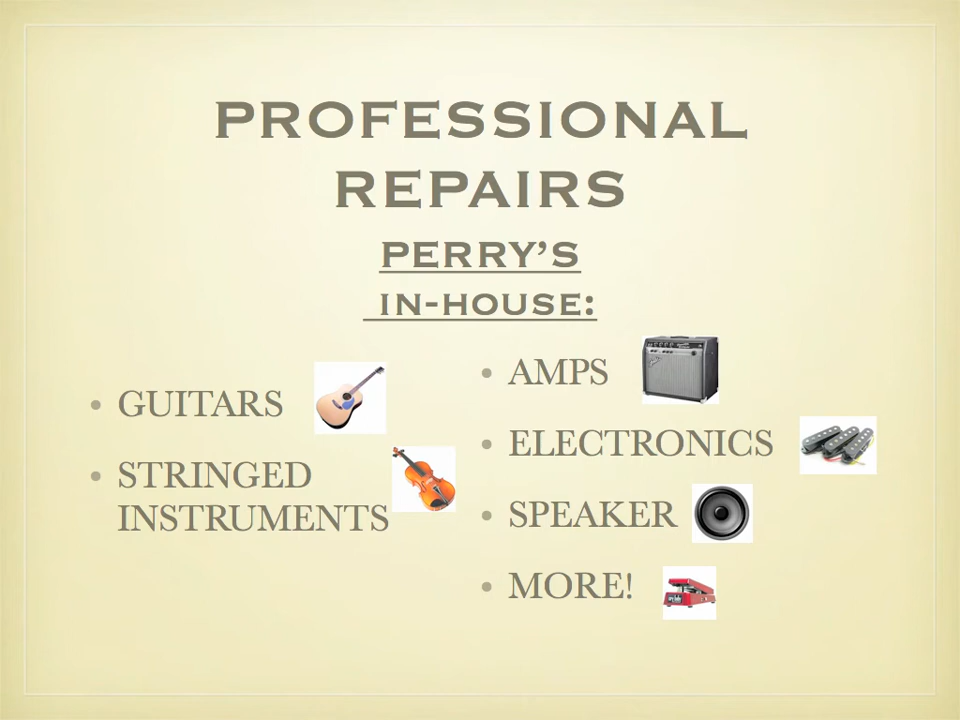 PROFESSIONAL
REPAIRS
PERRY’S
IN-HOUSE:
• GUITARS
• STRINGED
INSTRUMENTS
• AMPS
• ELECTRONICS
• SPEAKER
• MORE!